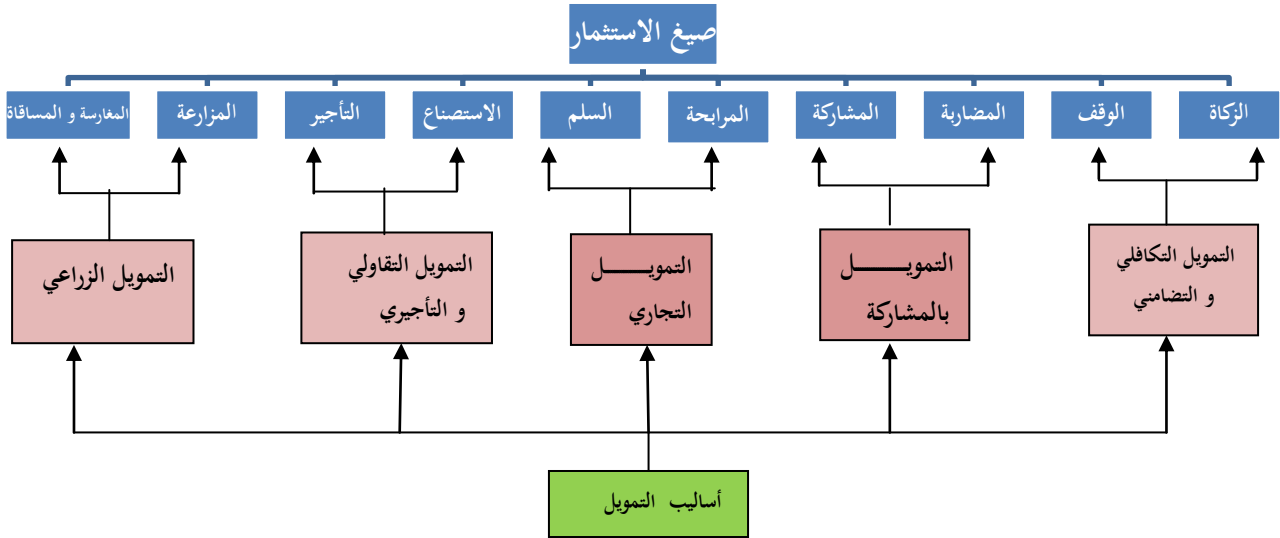 صيغ الاستثمار
الزكاة
الوقف
المضاربة
المشاركة
المرابحة
السلم
الاستصناع
التأجير
المزارعة
المغارسة و المساقاة
التمويل التكافلي
و التضامني
التمويـــــل
بالمشاركة
التمويـــــل
التجاري
التمويل التقاولي
و التأجيري
التمويل الزراعي
أساليب التمويل